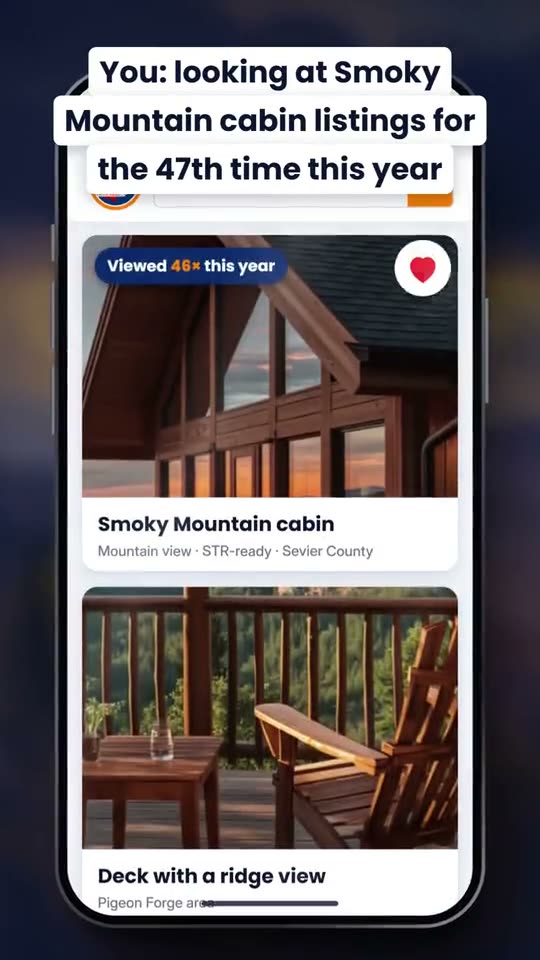 You: looking at Smoky
Mountain cabin listings for
the 47th time this year
Viewed 46× this year
Smoky Mountain cabin
Mountain view · STR-ready · Sevier County
Deck with a ridge view
Pigeon Forge area